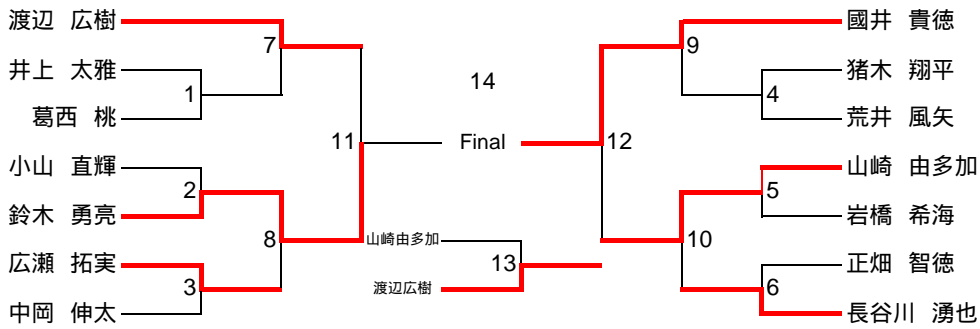 渡辺 広樹
井上 太雅
葛西 桃
小山 直輝
鈴木 勇亮
広瀬 拓実
中岡 伸太
7
1
2
8
3
11
14
Final
12
山崎由多加
渡辺広樹
13
9
4
5
10
6
國井 貴徳
猪木 翔平
荒井 風矢
山崎 由多加
岩橋 希海
正畑 智徳
長谷川 湧也